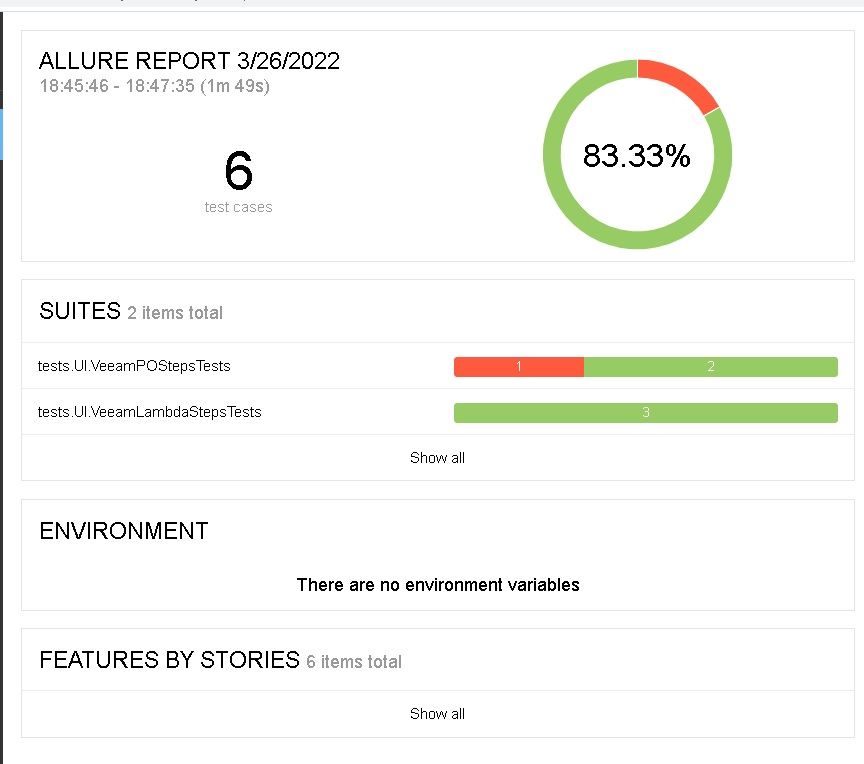 ALLURE REPORT 3/26/2022
18:45:46 - 18:47:35 (1m 49s)
6
test cases
83.33%
SUITES 2 items total
tests.UI.VeeamPOStepsTests 1 2
tests.UI.VeeamLambdaStepsTests 3
Show all
ENVIRONMENT
There are no environment variables
FEATURES BY STORIES 6 items total
Show all